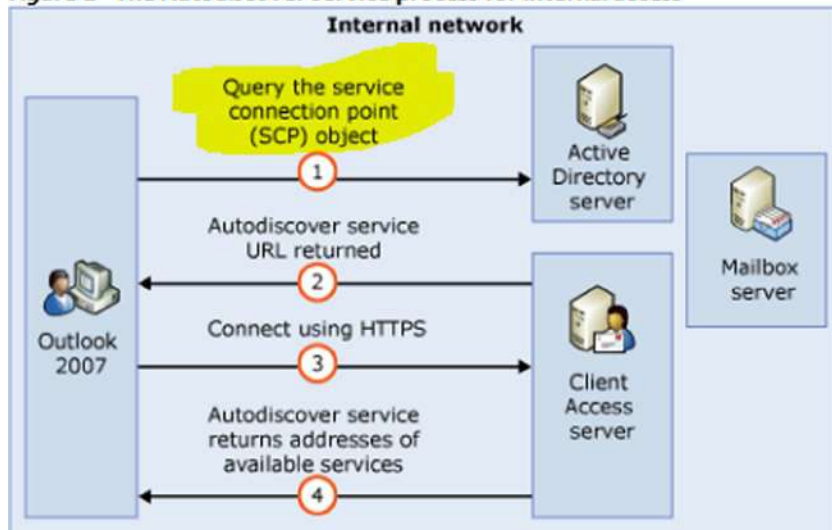 Internal network
Query the service
connection point
(SCP) object
1
Active
Directory
server
Autodiscover service
URL returned
2
Mailbox
server
Outlook
2007
Connect using HTTPS
3
Client
Access
server
Autodiscover service
returns addresses of
available services
4